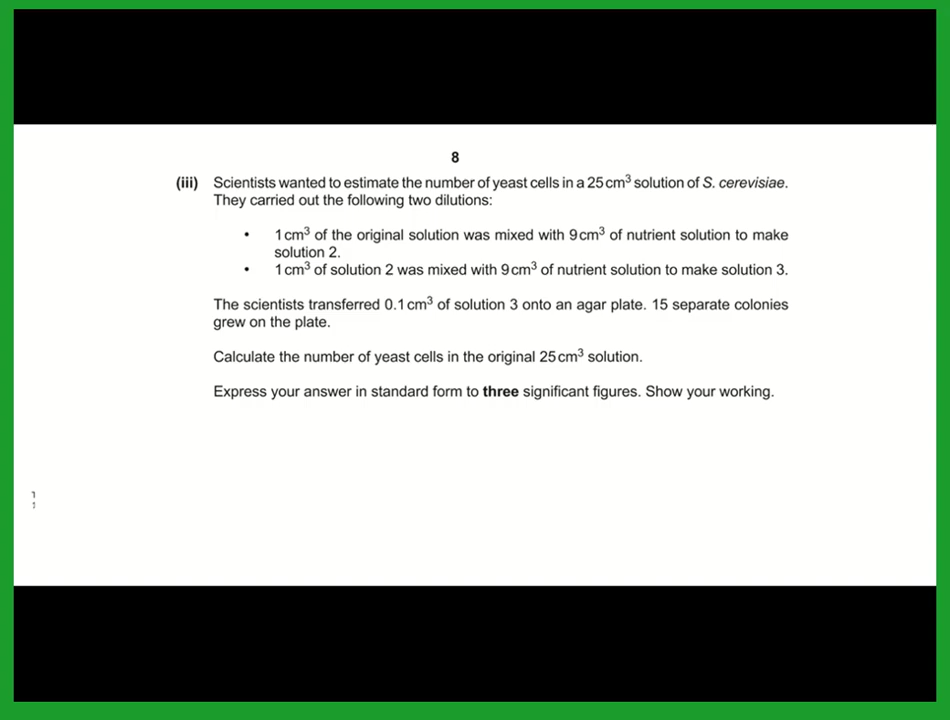 8
(iii) Scientists wanted to estimate the number of yeast cells in a 25 cm³ solution of S. cerevisiae.
They carried out the following two dilutions:
• 1 cm³ of the original solution was mixed with 9 cm³ of nutrient solution to make
solution 2.
• 1 cm³ of solution 2 was mixed with 9 cm³ of nutrient solution to make solution 3.
The scientists transferred 0.1 cm³ of solution 3 onto an agar plate. 15 separate colonies
grew on the plate.
Calculate the number of yeast cells in the original 25 cm³ solution.
Express your answer in standard form to three significant figures. Show your working.